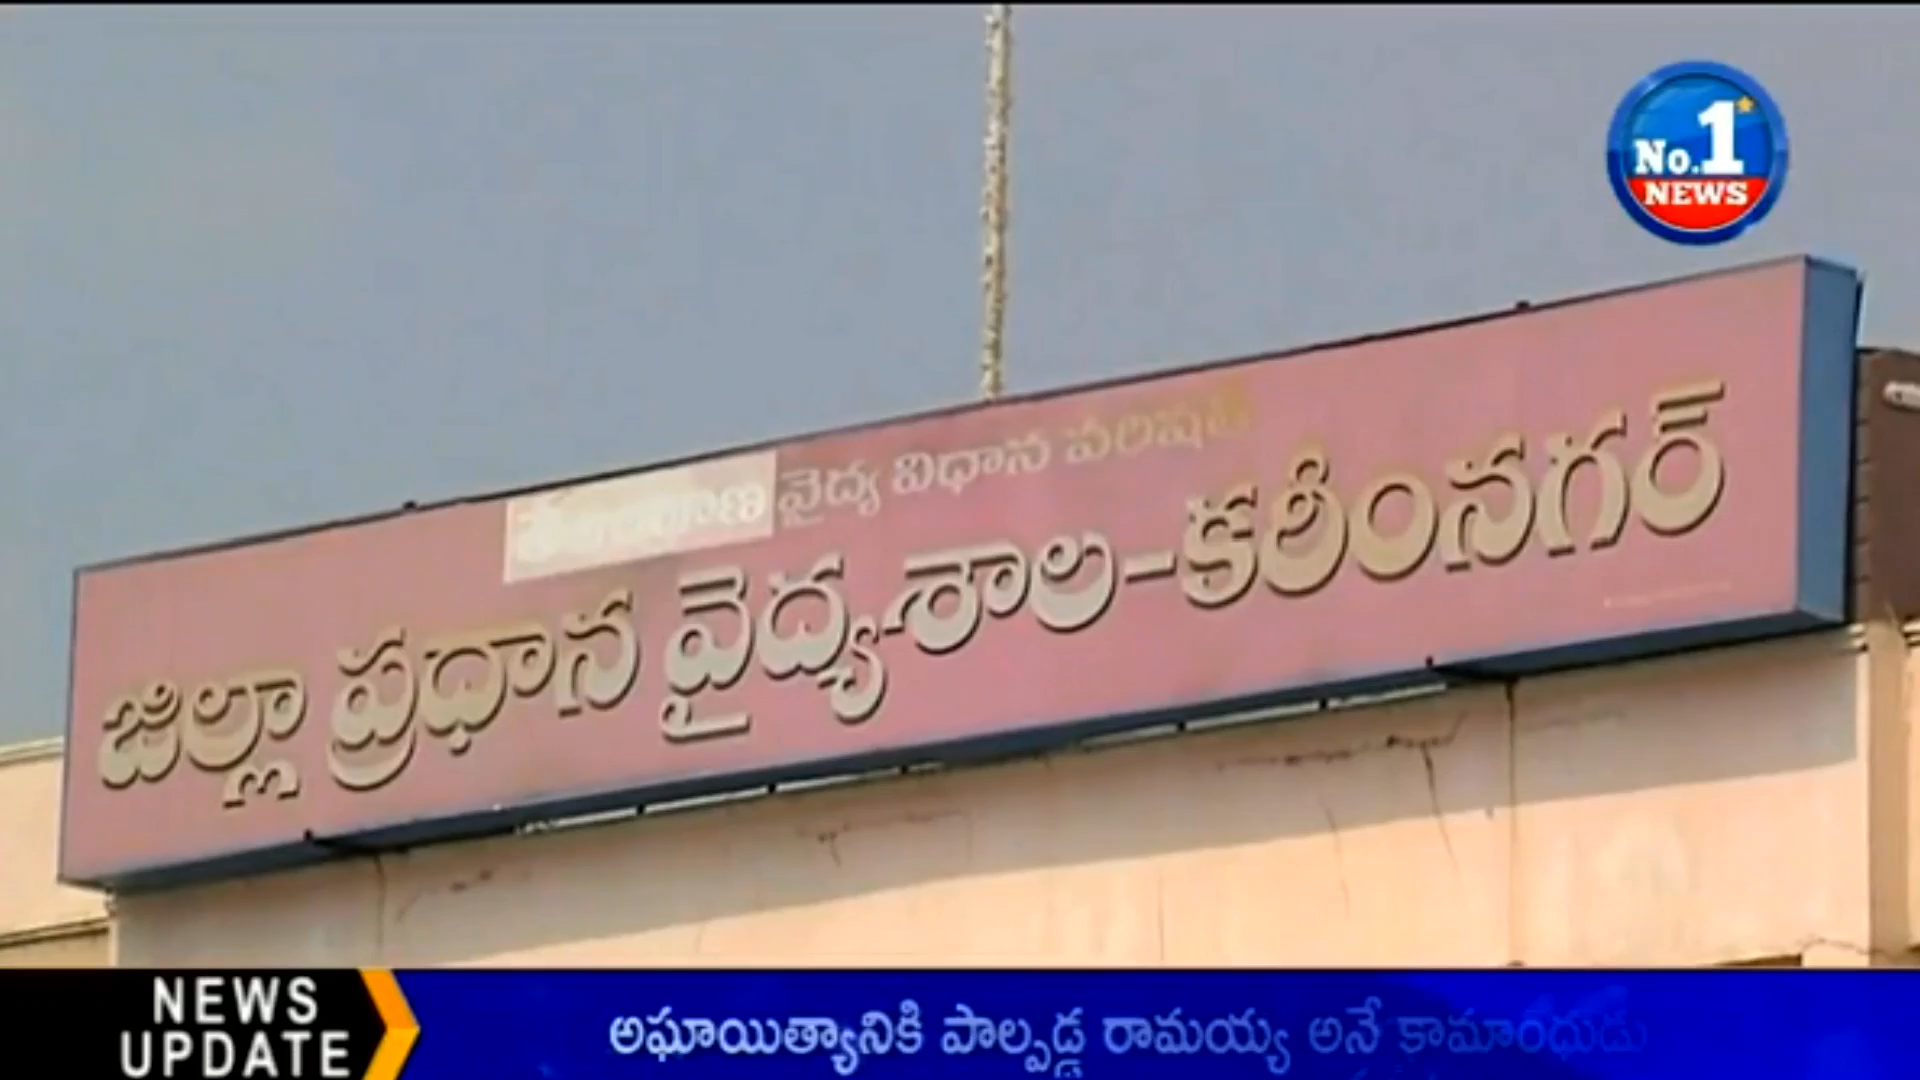 No.1
NEWS
తెలంగాణ వైద్య విధాన పరిషత్
జిల్లా ప్రధాన వైద్యశాల-కరీంనగర్
NEWS
UPDATE
అఘాయిత్యానికి పాల్పడ్డ రామయ్య అనే కామాంధుడు